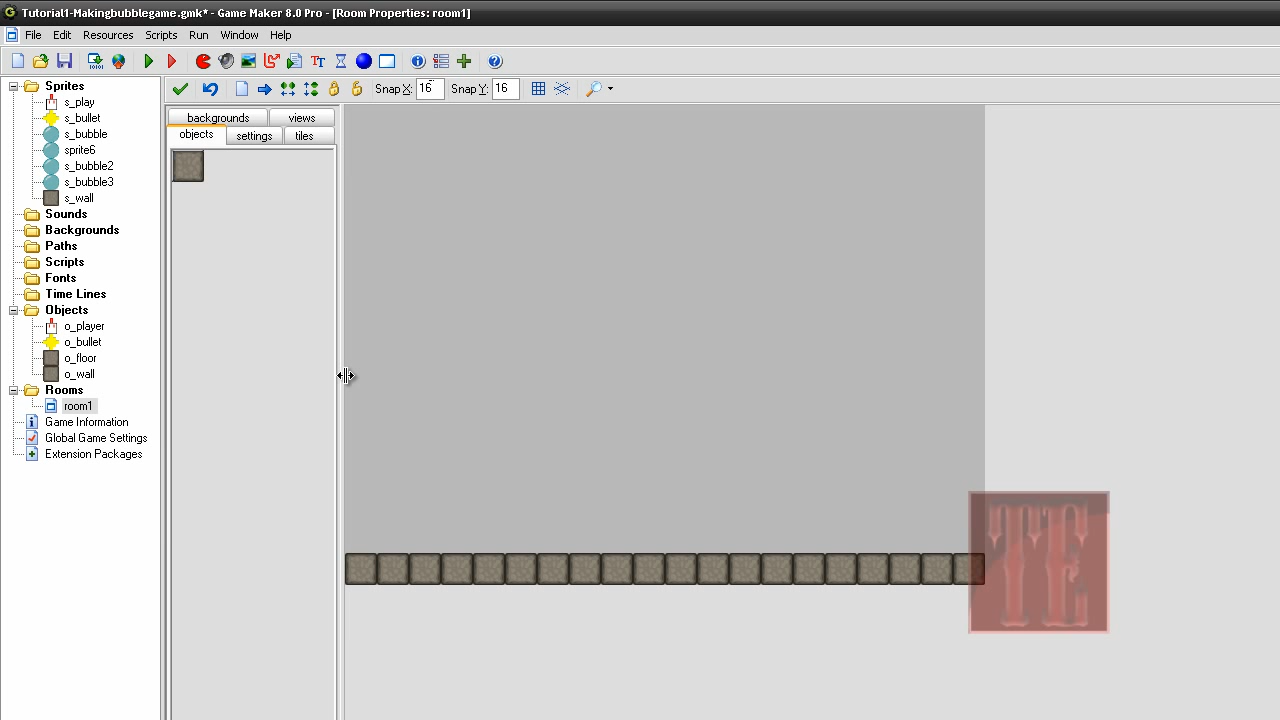 Tutorial1-Makingbubblegame.gmk* - Game Maker 8.0 Pro - [Room Properties: room1]
File Edit Resources Scripts Run Window Help
Snap X: 16 Snap Y: 16
Sprites
s_play
s_bullet
s_bubble
sprite6
s_bubble2
s_bubble3
s_wall
Sounds
Backgrounds
Paths
Scripts
Fonts
Time Lines
Objects
o_player
o_bullet
o_floor
o_wall
Rooms
room1
Game Information
Global Game Settings
Extension Packages
backgrounds views
objects settings tiles
TE